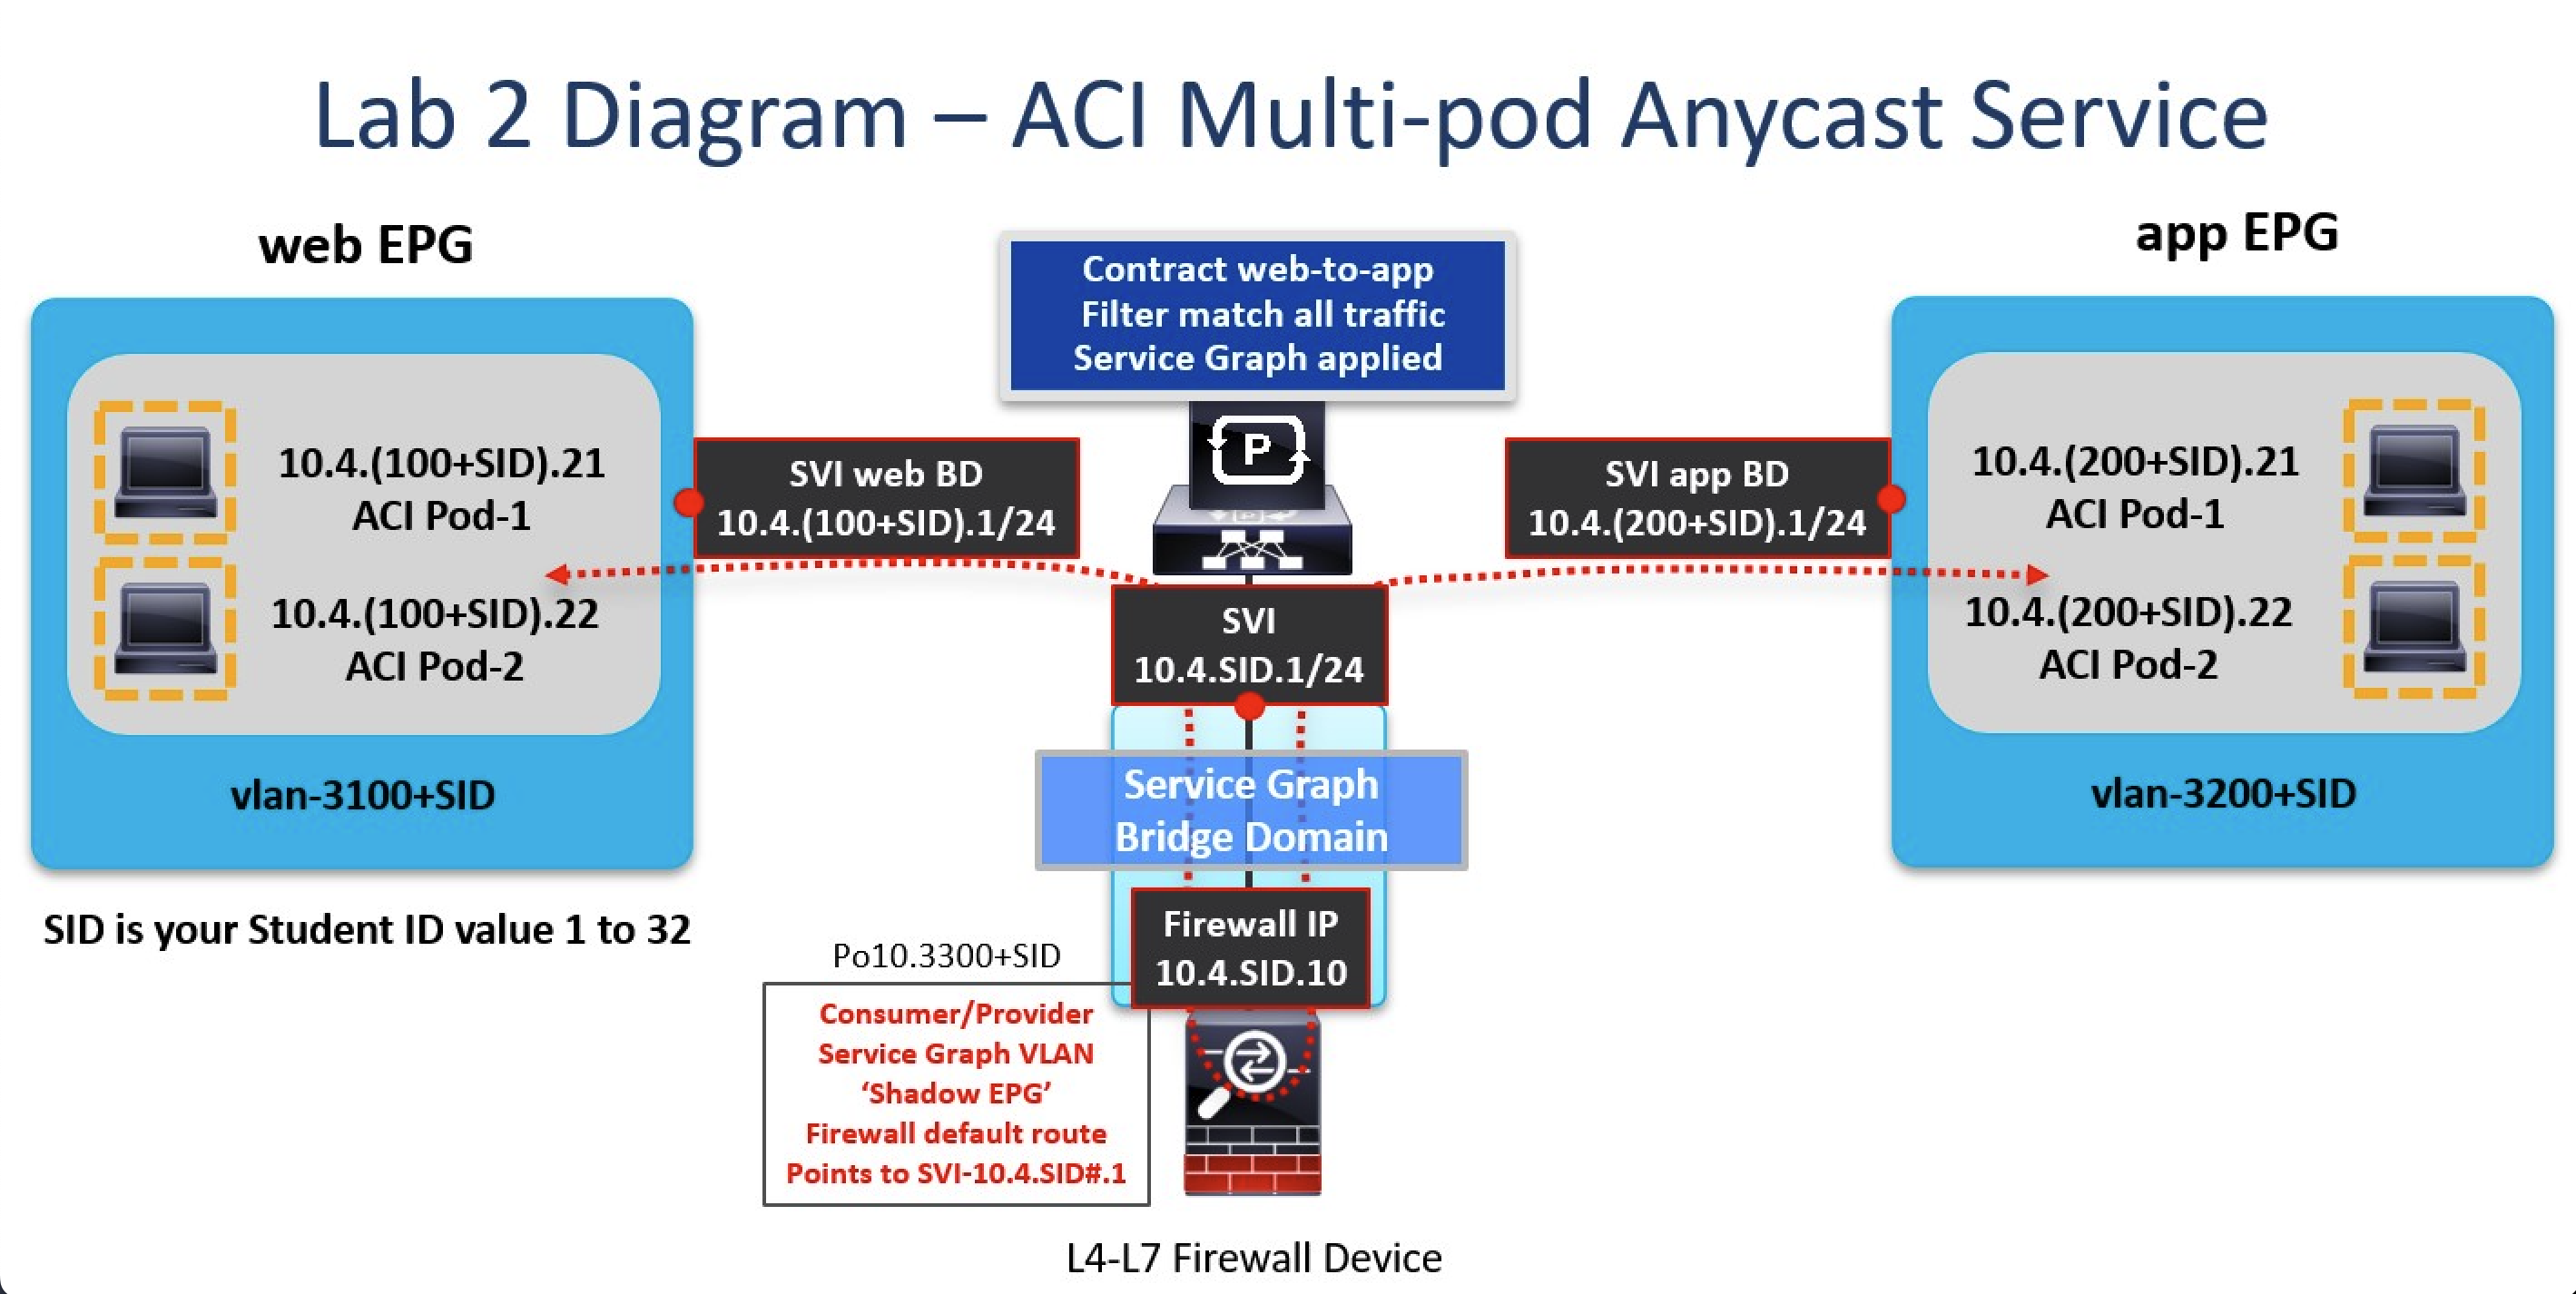 Lab 2 Diagram – ACI Multi-pod Anycast Service
web EPG
10.4.(100+SID).21
ACI Pod-1
10.4.(100+SID).22
ACI Pod-2
vlan-3100+SID
SID is your Student ID value 1 to 32
Contract web-to-app
Filter match all traffic
Service Graph applied
P
SVI web BD
10.4.(100+SID).1/24
SVI app BD
10.4.(200+SID).1/24
SVI
10.4.SID.1/24
Service Graph
Bridge Domain
Firewall IP
10.4.SID.10
Po10.3300+SID
Consumer/Provider
Service Graph VLAN
‘Shadow EPG’
Firewall default route
Points to SVI-10.4.SID#.1
L4-L7 Firewall Device
app EPG
10.4.(200+SID).21
ACI Pod-1
10.4.(200+SID).22
ACI Pod-2
vlan-3200+SID